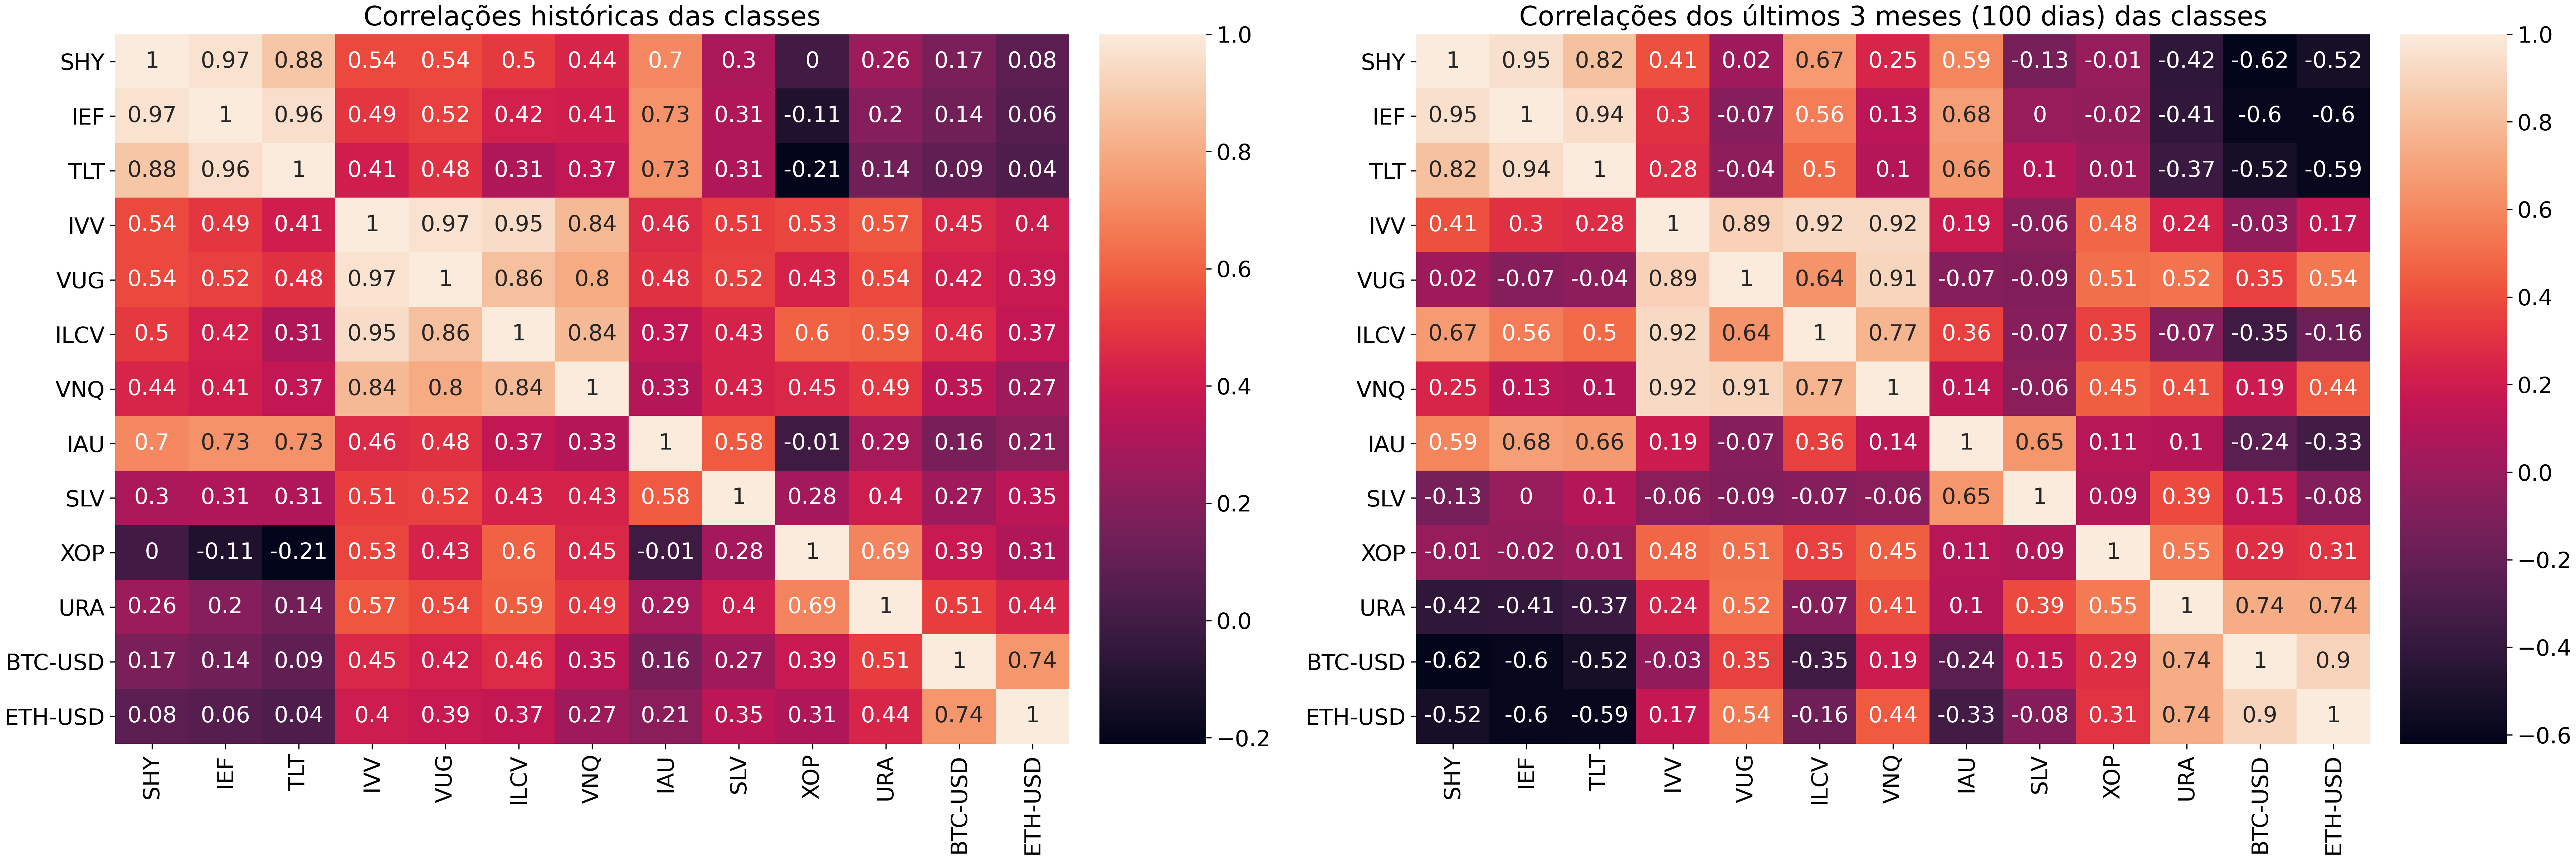 Correlações históricas das classes
SHY 1 0.97 0.88 0.54 0.54 0.5 0.44 0.7 0.3 0 0.26 0.17 0.08
IEF 0.97 1 0.96 0.49 0.52 0.42 0.41 0.73 0.31 -0.11 0.2 0.14 0.06
TLT 0.88 0.96 1 0.41 0.48 0.31 0.37 0.73 0.31 -0.21 0.14 0.09 0.04
IVV 0.54 0.49 0.41 1 0.97 0.95 0.84 0.46 0.51 0.53 0.57 0.45 0.4
VUG 0.54 0.52 0.48 0.97 1 0.86 0.8 0.48 0.52 0.43 0.54 0.42 0.39
ILCV 0.5 0.42 0.31 0.95 0.86 1 0.84 0.37 0.43 0.6 0.59 0.46 0.37
VNQ 0.44 0.41 0.37 0.84 0.8 0.84 1 0.33 0.43 0.45 0.49 0.35 0.27
IAU 0.7 0.73 0.73 0.46 0.48 0.37 0.33 1 0.58 -0.01 0.29 0.16 0.21
SLV 0.3 0.31 0.31 0.51 0.52 0.43 0.43 0.58 1 0.28 0.4 0.27 0.35
XOP 0 -0.11 -0.21 0.53 0.43 0.6 0.45 -0.01 0.28 1 0.69 0.39 0.31
URA 0.26 0.2 0.14 0.57 0.54 0.59 0.49 0.29 0.4 0.69 1 0.51 0.44
BTC-USD 0.17 0.14 0.09 0.45 0.42 0.46 0.35 0.16 0.27 0.39 0.51 1 0.74
ETH-USD 0.08 0.06 0.04 0.4 0.39 0.37 0.27 0.21 0.35 0.31 0.44 0.74 1
SHY IEF TLT IVV VUG ILCV VNQ IAU SLV XOP URA BTC-USD ETH-USD
1.0
0.8
0.6
0.4
0.2
0.0
−0.2
Correlações dos últimos 3 meses (100 dias) das classes
SHY 1 0.95 0.82 0.41 0.02 0.67 0.25 0.59 -0.13 -0.01 -0.42 -0.62 -0.52
IEF 0.95 1 0.94 0.3 -0.07 0.56 0.13 0.68 0 -0.02 -0.41 -0.6 -0.6
TLT 0.82 0.94 1 0.28 -0.04 0.5 0.1 0.66 0.1 0.01 -0.37 -0.52 -0.59
IVV 0.41 0.3 0.28 1 0.89 0.92 0.92 0.19 -0.06 0.48 0.24 -0.03 0.17
VUG 0.02 -0.07 -0.04 0.89 1 0.64 0.91 -0.07 -0.09 0.51 0.52 0.35 0.54
ILCV 0.67 0.56 0.5 0.92 0.64 1 0.77 0.36 -0.07 0.35 -0.07 -0.35 -0.16
VNQ 0.25 0.13 0.1 0.92 0.91 0.77 1 0.14 -0.06 0.45 0.41 0.19 0.44
IAU 0.59 0.68 0.66 0.19 -0.07 0.36 0.14 1 0.65 0.11 0.1 -0.24 -0.33
SLV -0.13 0 0.1 -0.06 -0.09 -0.07 -0.06 0.65 1 0.09 0.39 0.15 -0.08
XOP -0.01 -0.02 0.01 0.48 0.51 0.35 0.45 0.11 0.09 1 0.55 0.29 0.31
URA -0.42 -0.41 -0.37 0.24 0.52 -0.07 0.41 0.1 0.39 0.55 1 0.74 0.74
BTC-USD -0.62 -0.6 -0.52 -0.03 0.35 -0.35 0.19 -0.24 0.15 0.29 0.74 1 0.9
ETH-USD -0.52 -0.6 -0.59 0.17 0.54 -0.16 0.44 -0.33 -0.08 0.31 0.74 0.9 1
SHY IEF TLT IVV VUG ILCV VNQ IAU SLV XOP URA BTC-USD ETH-USD
1.0
0.8
0.6
0.4
0.2
0.0
−0.2
−0.4
−0.6